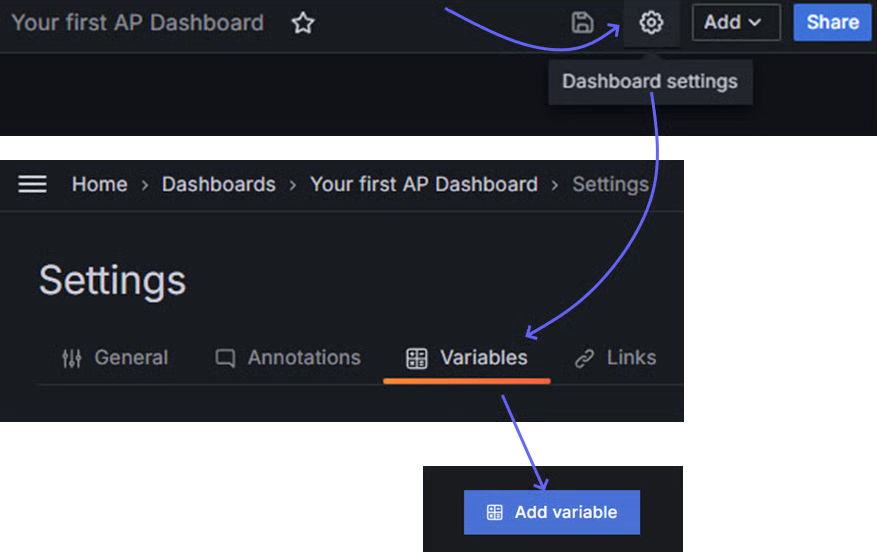 Your first AP Dashboard Add Share
Dashboard settings
Home › Dashboards › Your first AP Dashboard › Settings
Settings
General Annotations Variables Links
Add variable